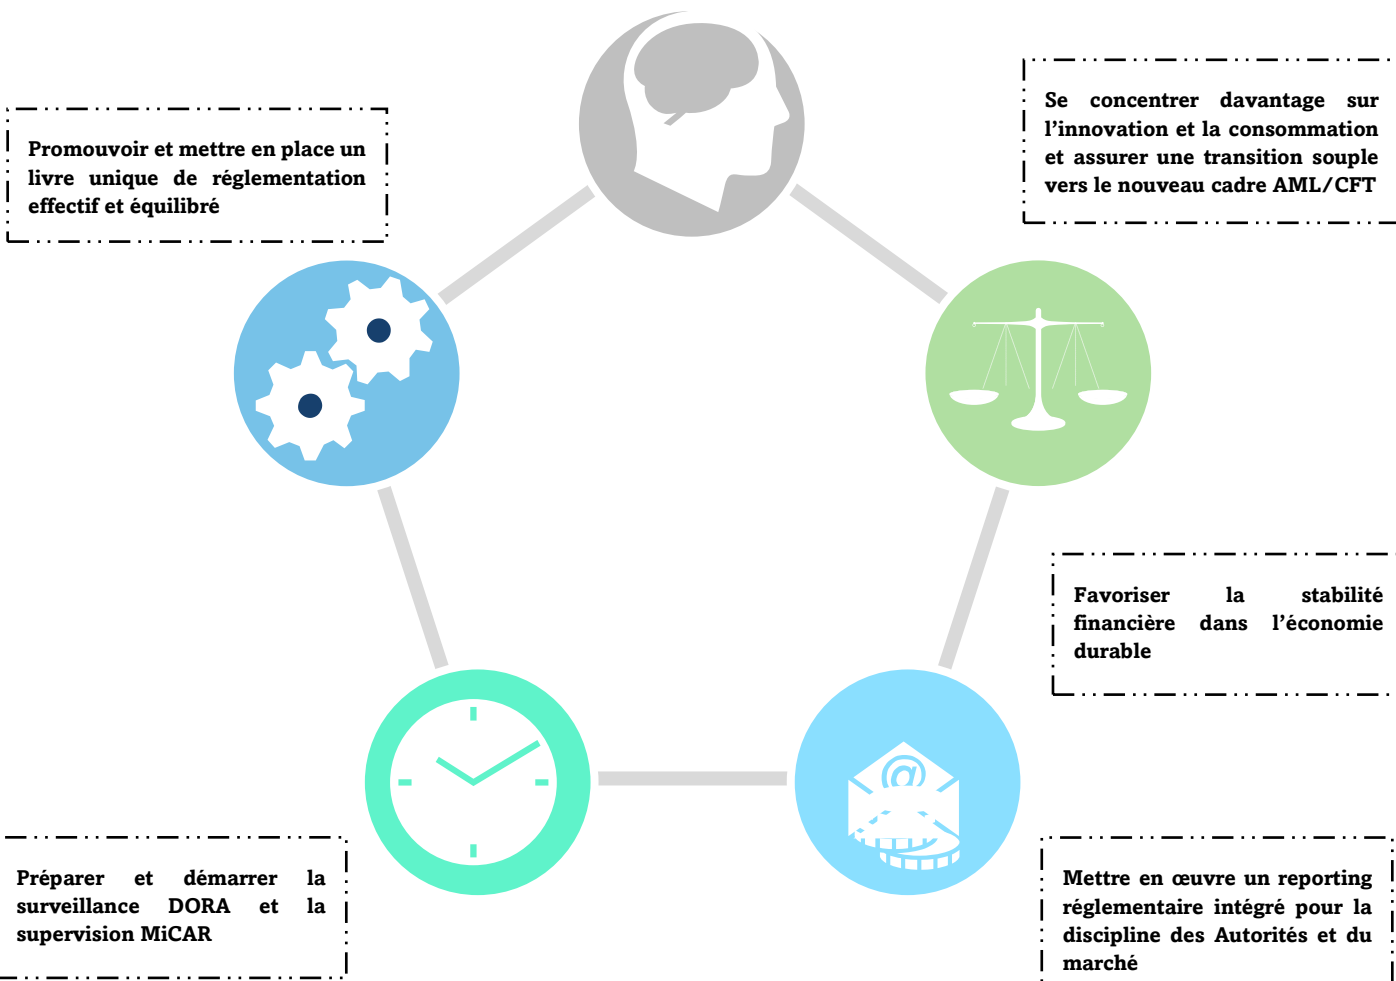 Promouvoir et mettre en place un
livre unique de réglementation
effectif et équilibré
Se concentrer davantage sur
l’innovation et la consommation
et assurer une transition souple
vers le nouveau cadre AML/CFT
Favoriser la stabilité
financière dans l’économie
durable
Préparer et démarrer la
surveillance DORA et la
supervision MiCAR
Mettre en œuvre un reporting
réglementaire intégré pour la
discipline des Autorités et du
marché
@